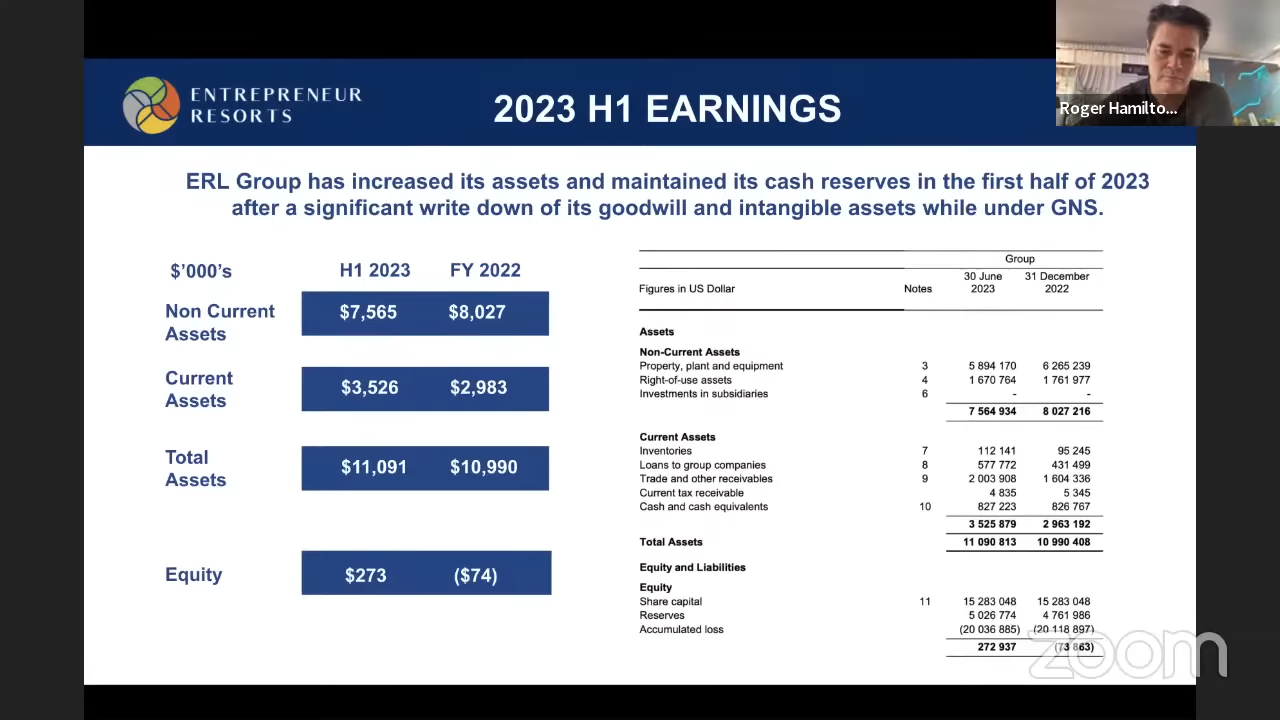 ENTREPRENEUR
RESORTS
2023 H1 EARNINGS
Roger Hamilto...
ERL Group has increased its assets and maintained its cash reserves in the first half of 2023
after a significant write down of its goodwill and intangible assets while under GNS.
$'000's H1 2023 FY 2022
Non Current
Assets
$7,565 $8,027
Current
Assets
$3,526 $2,983
Total
Assets
$11,091 $10,990
Equity $273 ($74)
Group
Figures in US Dollar Notes
30 June
2023
31 December
2022
Assets
Non-Current Assets
Property, plant and equipment 3 5 894 170 6 265 239
Right-of-use assets 4 1 670 764 1 761 977
Investments in subsidiaries 6 - -
7 564 934 8 027 216
Current Assets
Inventories 7 112 141 95 245
Loans to group companies 8 577 772 431 499
Trade and other receivables 9 2 003 908 1 604 336
Current tax receivable 4 835 5 345
Cash and cash equivalents 10 827 223 826 767
3 525 879 2 963 192
Total Assets 11 090 813 10 990 408
Equity and Liabilities
Equity
Share capital 11 15 283 048 15 283 048
Reserves 5 026 774 4 761 986
Accumulated loss (20 036 885) (20 118 897)
272 937 (73 863)
zoom